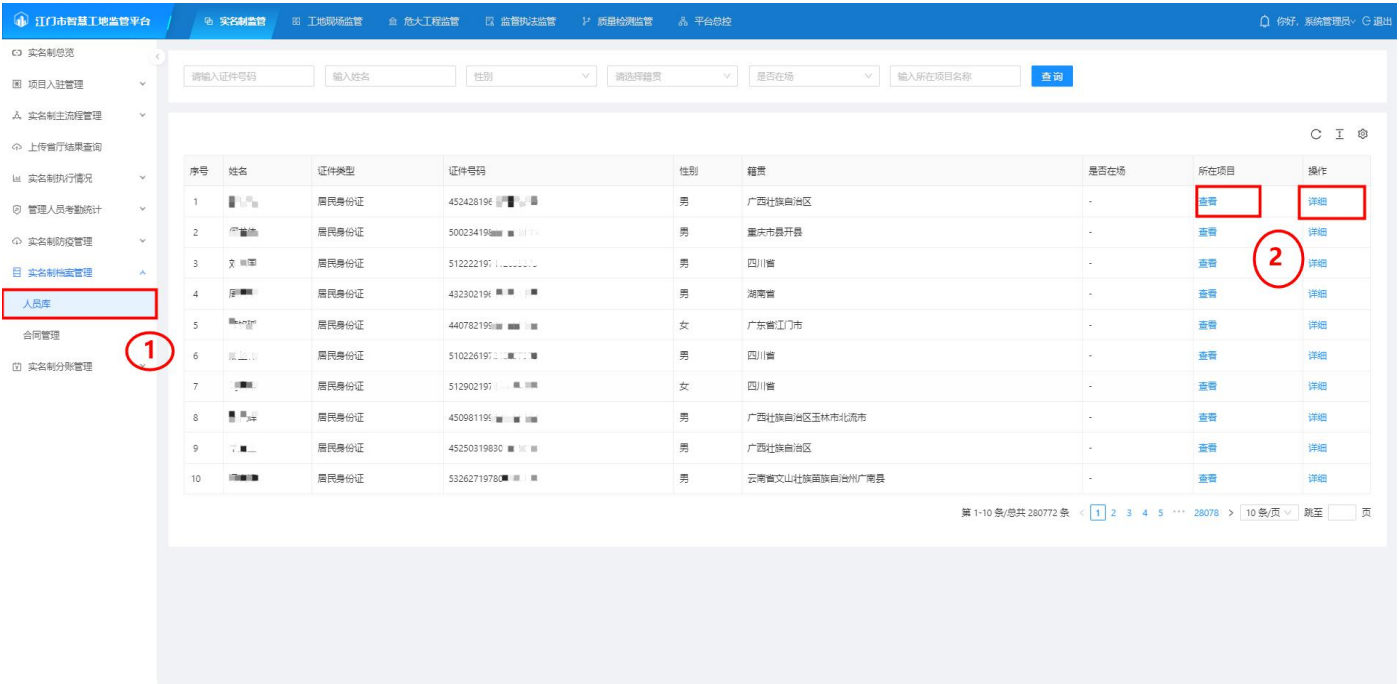 江门市智慧工地监管平台 实名制监管 工地现场监管 危大工程监管 监督执法监管 质量检测监管 平台总控 你好, 系统管理员 退出
实名制总览
项目入驻管理
实名制主流程管理
上传省厅结果查询
实名制执行情况
管理人员考勤统计
实名制防疫管理
实名制档案管理
人员库
合同管理
实名制分账管理
1
请输入证件号码 输入姓名 性别 请选择籍贯 是否在场 输入所在项目名称 查 询
序号 姓名 证件类型 证件号码 性别 籍贯 是否在场 所在项目 操作
1 居民身份证 452428196 男 广西壮族自治区 - 查看 详细
2 居民身份证 500234198 男 重庆市县开县 - 查看 详细
3 文 居民身份证 512222197 男 四川省 - 查看 详细
4 居民身份证 43230219 男 湖南省 - 查看 详细
5 居民身份证 440782199 女 广东省江门市 - 查看 详细
6 居民身份证 510226197 男 四川省 - 查看 详细
7 居民身份证 512902197 女 四川省 - 查看 详细
8 居民身份证 450981199 男 广西壮族自治区玉林市北流市 - 查看 详细
9 居民身份证 45250319830 男 广西壮族自治区 - 查看 详细
10 居民身份证 5326271978 男 云南省文山壮族苗族自治州广南县 - 查看 详细
2
第 1-10 条/总共 280772 条 < 1 2 3 4 5 ••• 28078 > 10 条/页 跳至 页